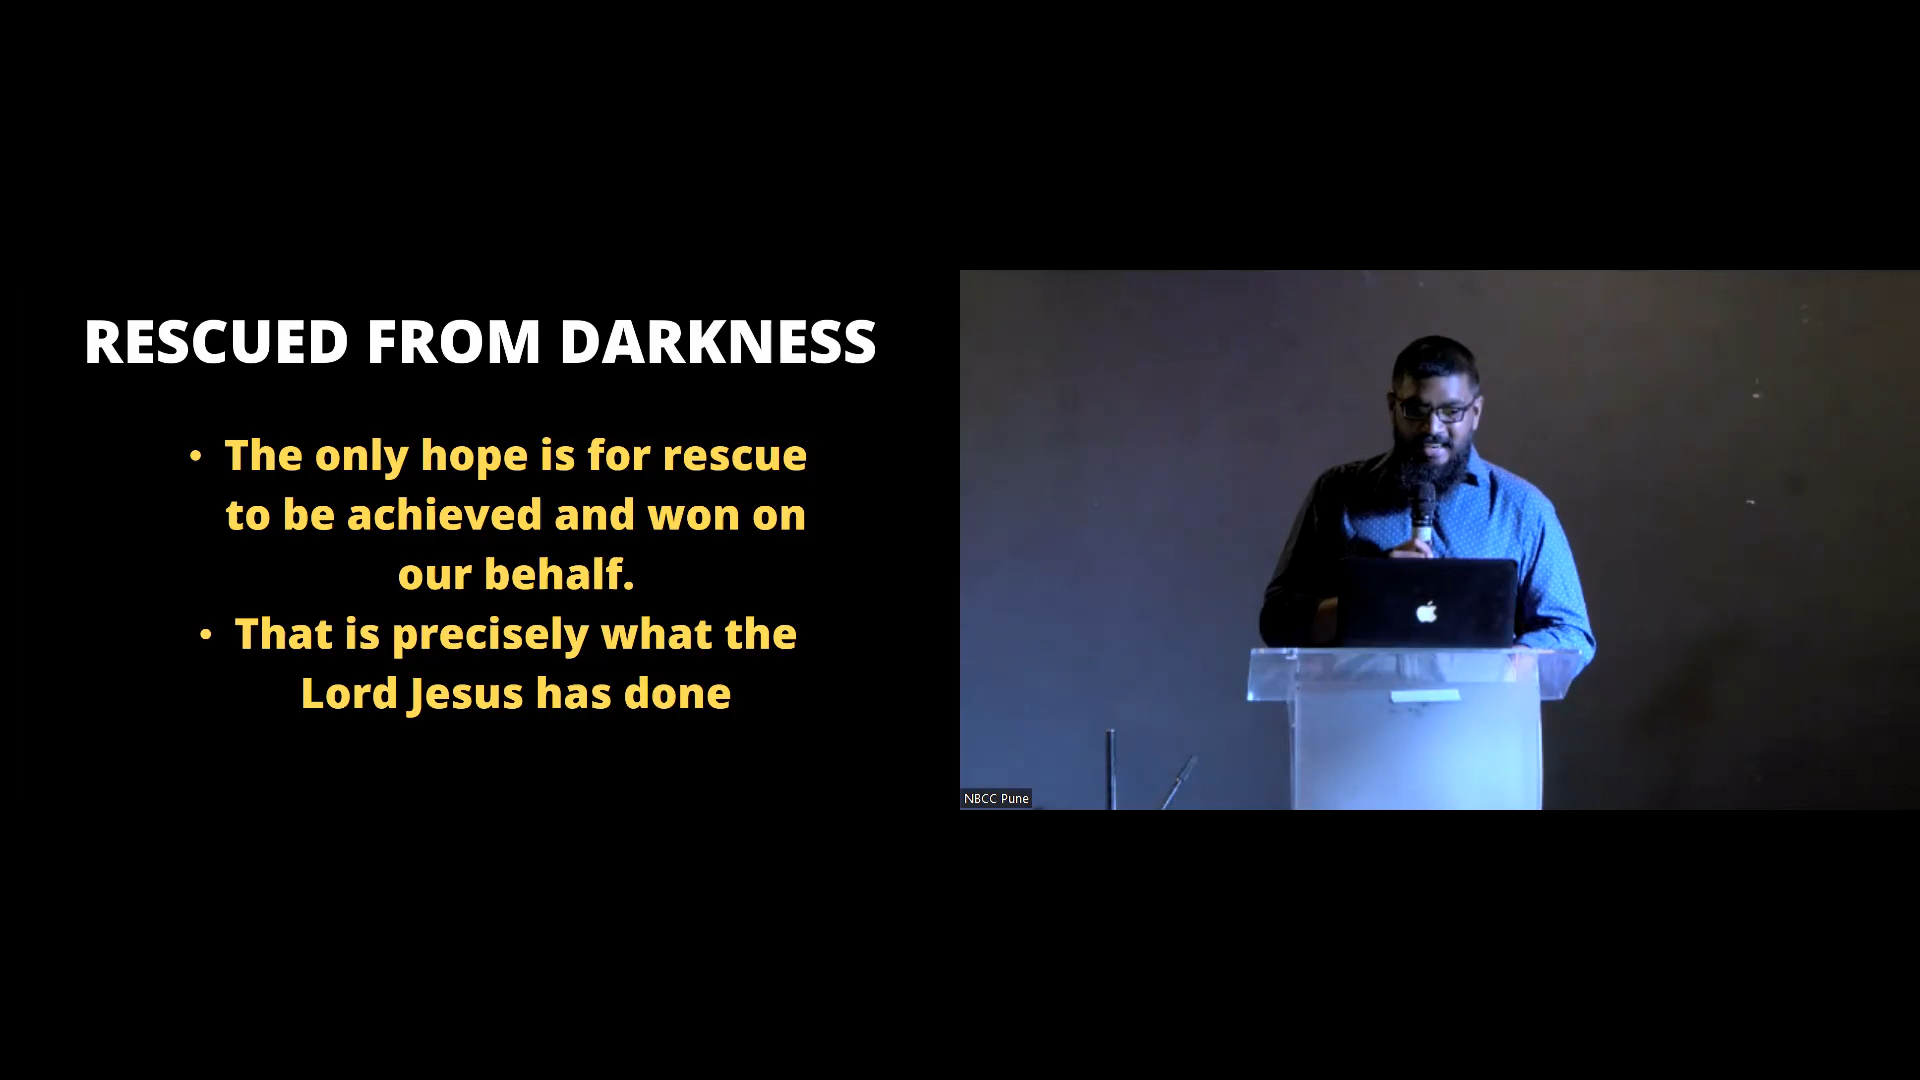 RESCUED FROM DARKNESS
• The only hope is for rescue
to be achieved and won on
our behalf.
• That is precisely what the
Lord Jesus has done
NBCC Pune